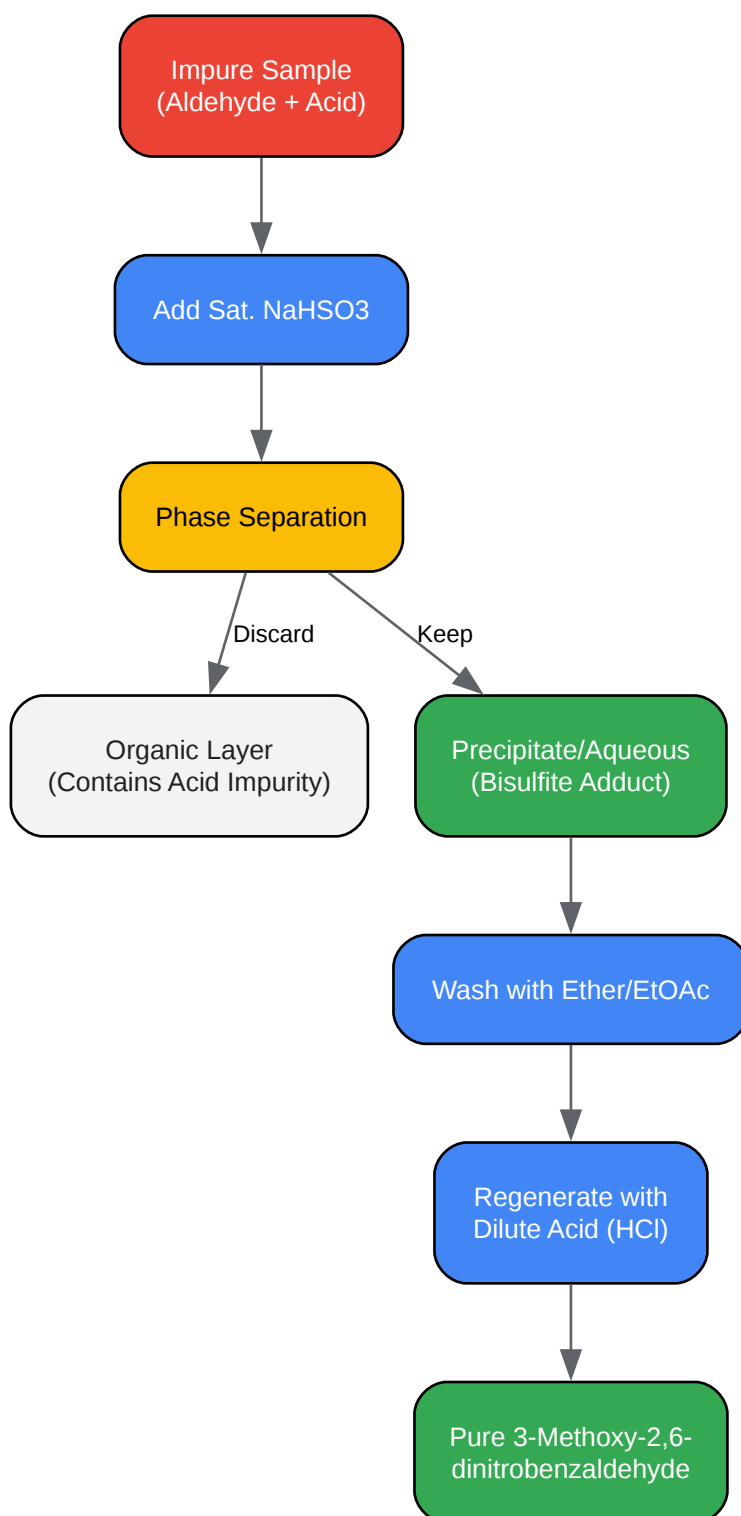 Impure Sample
(Aldehyde + Acid)
Add Sat. NaHSO3
Phase Separation
Discard
Keep
Organic Layer
(Contains Acid Impurity)
Precipitate/Aqueous
(Bisulfite Adduct)
Wash with Ether/EtOAc
Regenerate with
Dilute Acid (HCl)
Pure 3-Methoxy-2,6-
dinitrobenzaldehyde